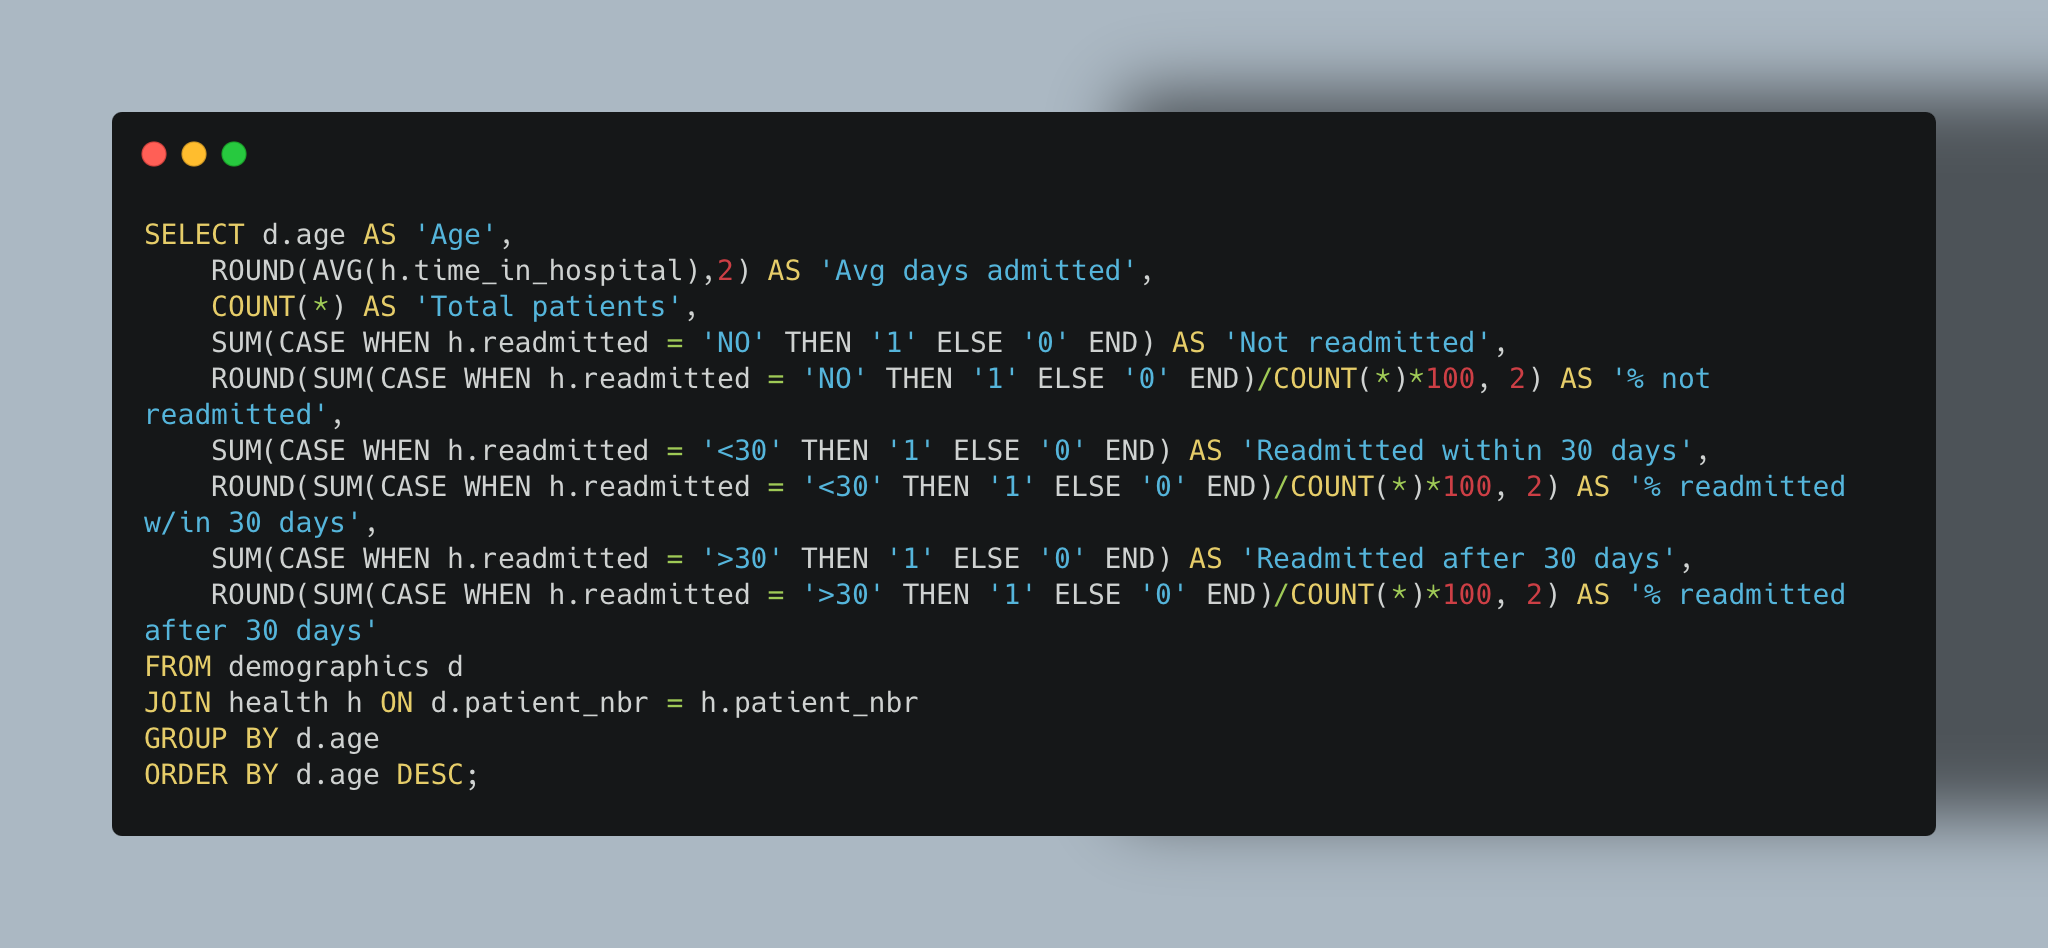 SELECT d.age AS 'Age',
    ROUND(AVG(h.time_in_hospital),2) AS 'Avg days admitted',
    COUNT(*) AS 'Total patients',
    SUM(CASE WHEN h.readmitted = 'NO' THEN '1' ELSE '0' END) AS 'Not readmitted',
    ROUND(SUM(CASE WHEN h.readmitted = 'NO' THEN '1' ELSE '0' END)/COUNT(*)*100, 2) AS '% not
readmitted',
    SUM(CASE WHEN h.readmitted = '<30' THEN '1' ELSE '0' END) AS 'Readmitted within 30 days',
    ROUND(SUM(CASE WHEN h.readmitted = '<30' THEN '1' ELSE '0' END)/COUNT(*)*100, 2) AS '% readmitted
w/in 30 days',
    SUM(CASE WHEN h.readmitted = '>30' THEN '1' ELSE '0' END) AS 'Readmitted after 30 days',
    ROUND(SUM(CASE WHEN h.readmitted = '>30' THEN '1' ELSE '0' END)/COUNT(*)*100, 2) AS '% readmitted
after 30 days'
FROM demographics d
JOIN health h ON d.patient_nbr = h.patient_nbr
GROUP BY d.age
ORDER BY d.age DESC;